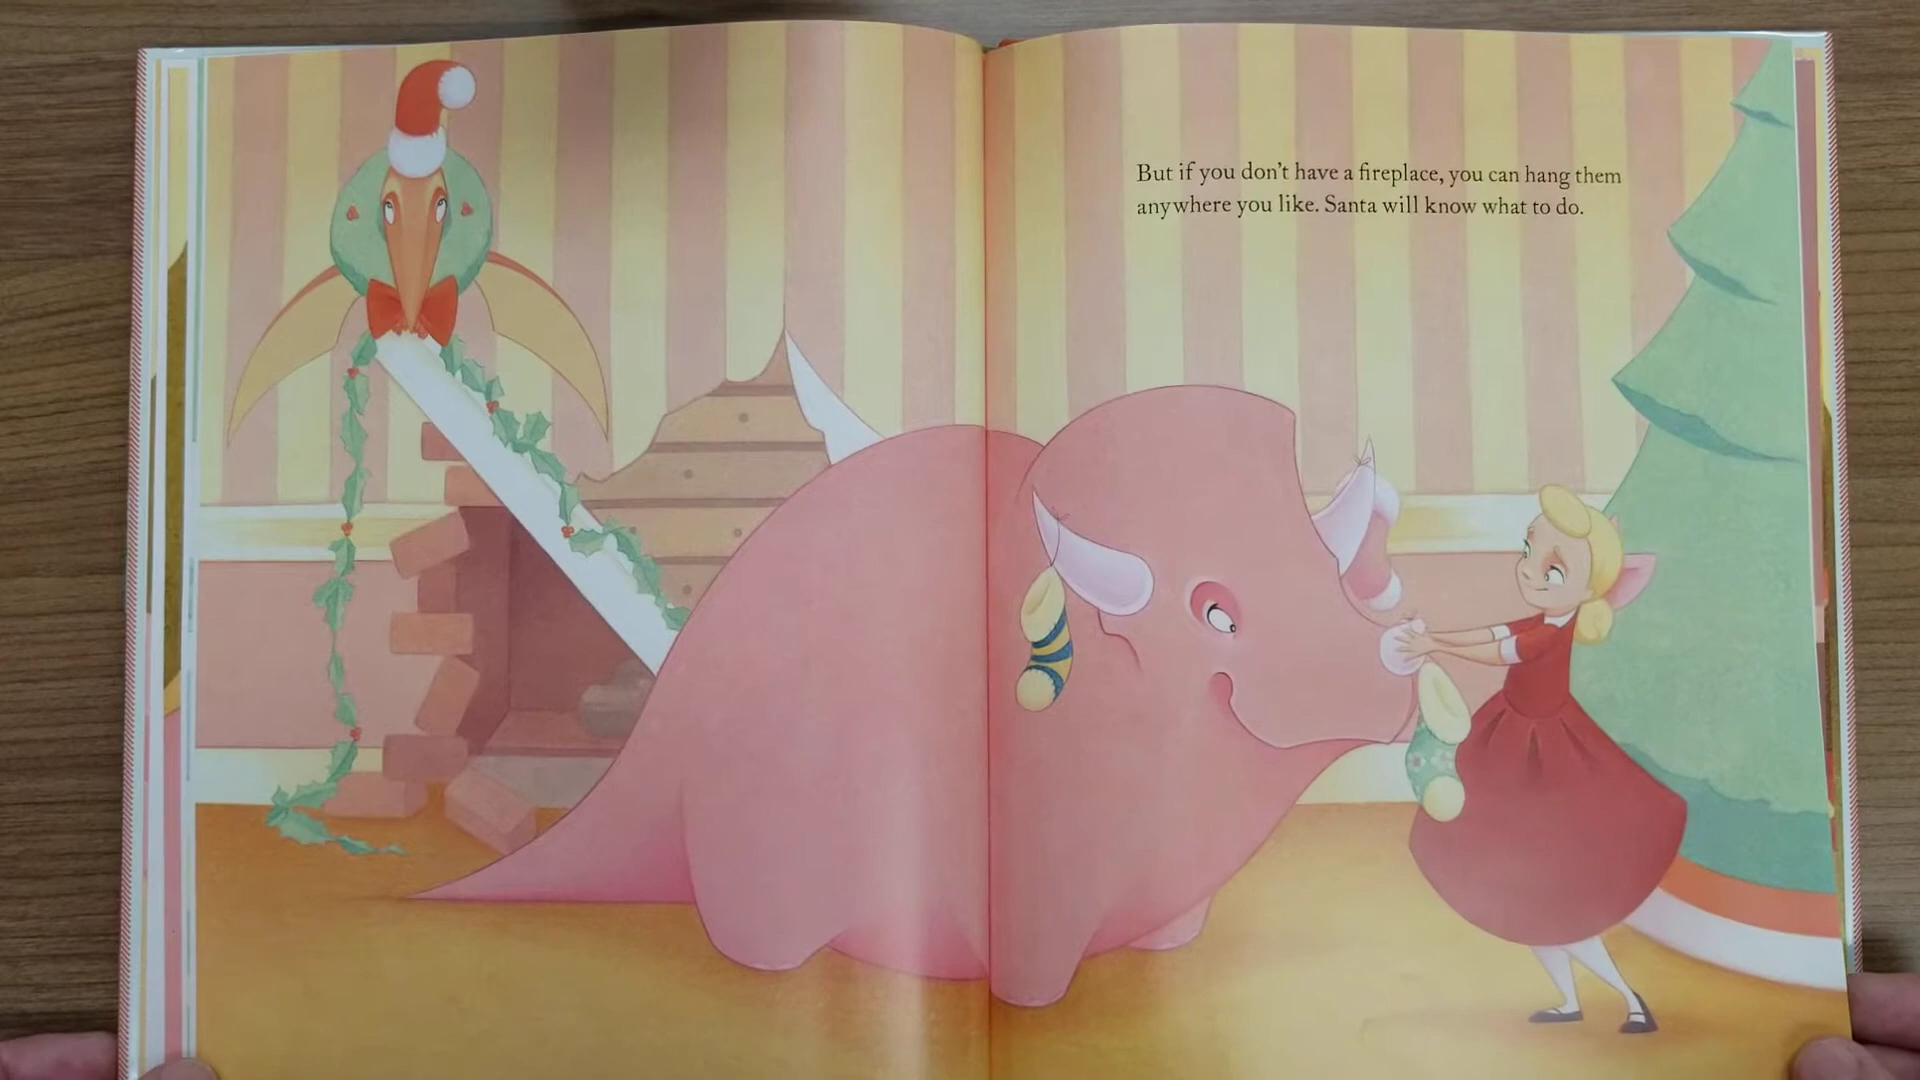 But if you don't have a fireplace, you can hang them
anywhere you like. Santa will know what to do.